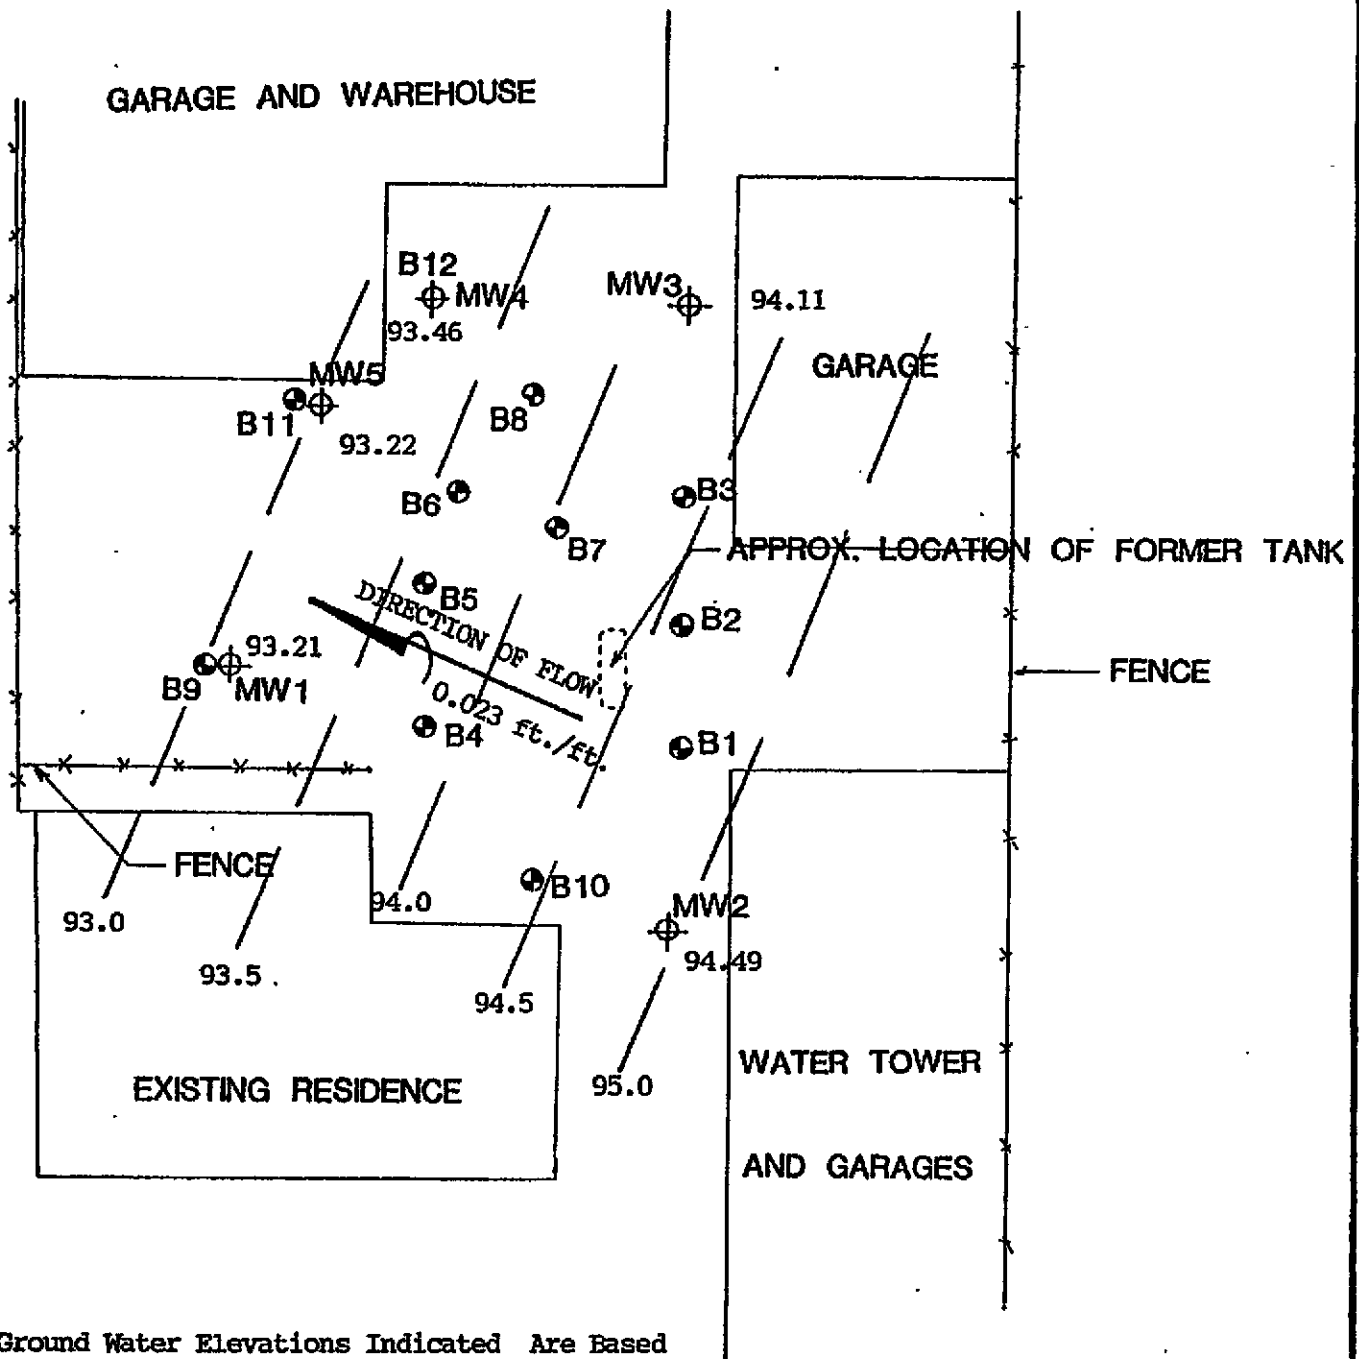 GARAGE AND WAREHOUSE
B12
MW4
93.46
MW3
94.11
GARAGE
MW5
B11
93.22
B8
B6
B3
B7
APPROX. LOCATION OF FORMER TANK
B5
DIRECTION OF FLOW
0.023 ft./ft.
B2
93.21
B9
MW1
FENCE
B4
B1
FENCE
B10
93.0
94.0
MW2
94.49
93.5
94.5
95.0
WATER TOWER
AND GARAGES
EXISTING RESIDENCE
Ground Water Elevations Indicated Are Based